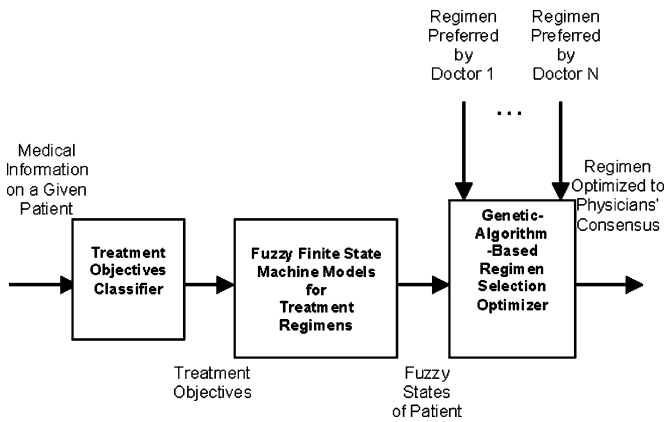 Regimen
Preferred
by
Doctor 1
Regimen
Preferred
by
Doctor N
...
Medical
Information
on a Given
Patient
Regimen
Optimized to
Physicians'
Consensus
Treatment
Objectives
Classifier
Fuzzy Finite State
Machine Models
for
Treatment
Regimens
Genetic-
Algorithm
-Based
Regimen
Selection
Optimizer
Treatment
Objectives
Fuzzy
States
of Patient